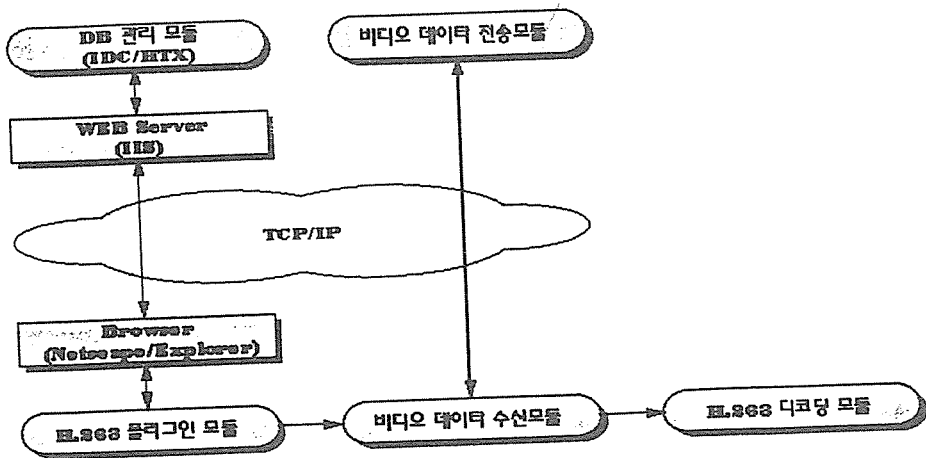 DB 관리 모듈
(IDC/HTX)
비디오 데이타 전송모듈
WEB Server
(IIS)
TCP/IP
Browser
(Netscape/Explorer)
H.263 플러그인 모듈
비디오 데이타 수신모듈
H.263 디코딩 모듈